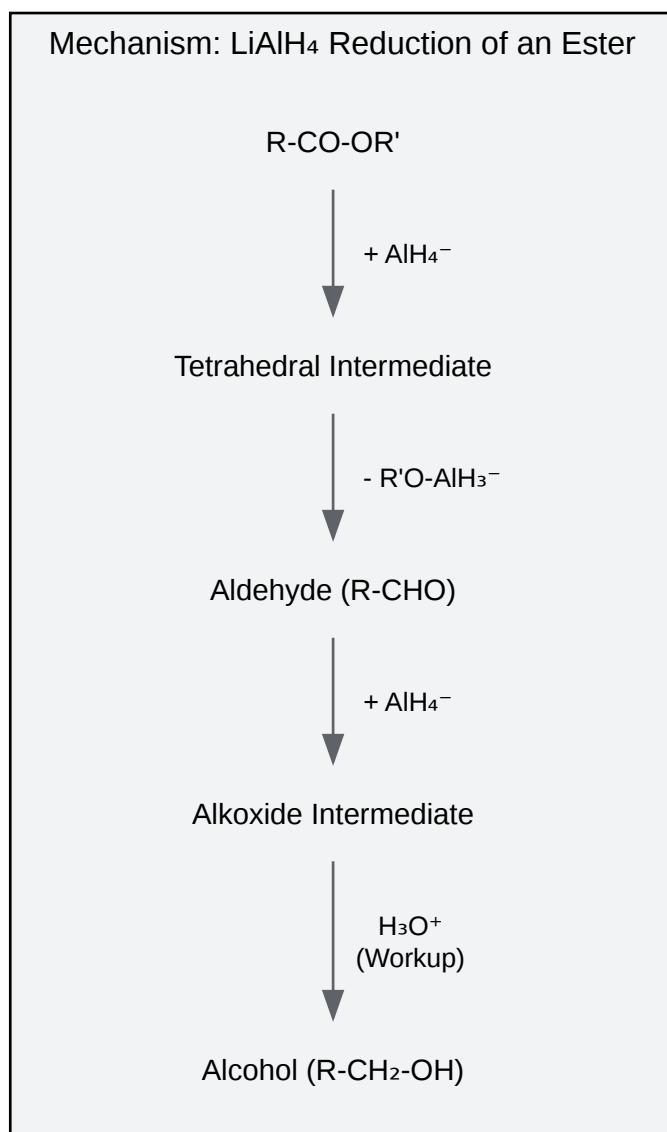 Mechanism: LiAlH₄ Reduction of an Ester
R-CO-OR'
+ AlH₄⁻
Tetrahedral Intermediate
- R'O-AlH₃⁻
Aldehyde (R-CHO)
+ AlH₄⁻
Alkoxide Intermediate
H₃O⁺
(Workup)
Alcohol (R-CH₂-OH)